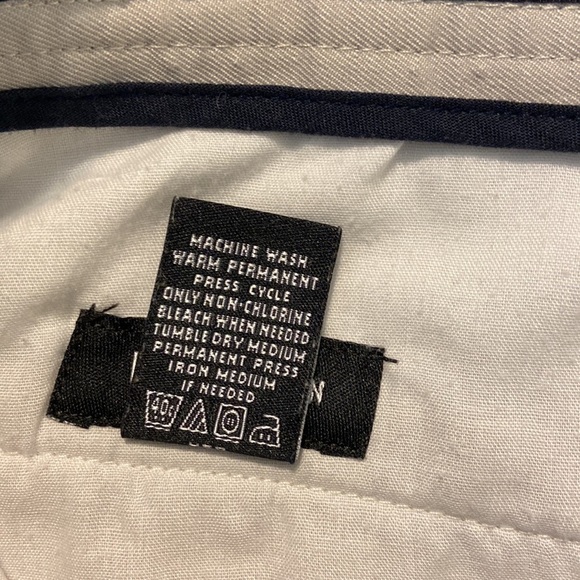 MACHINE WASH
WARM PERMANENT
PRESS CYCLE
ONLY NON-CHLORINE
BLEACH WHEN NEEDED
TUMBLE DRY MEDIUM
PERMANENT PRESS
IRON MEDIUM
IF NEEDED
40
N